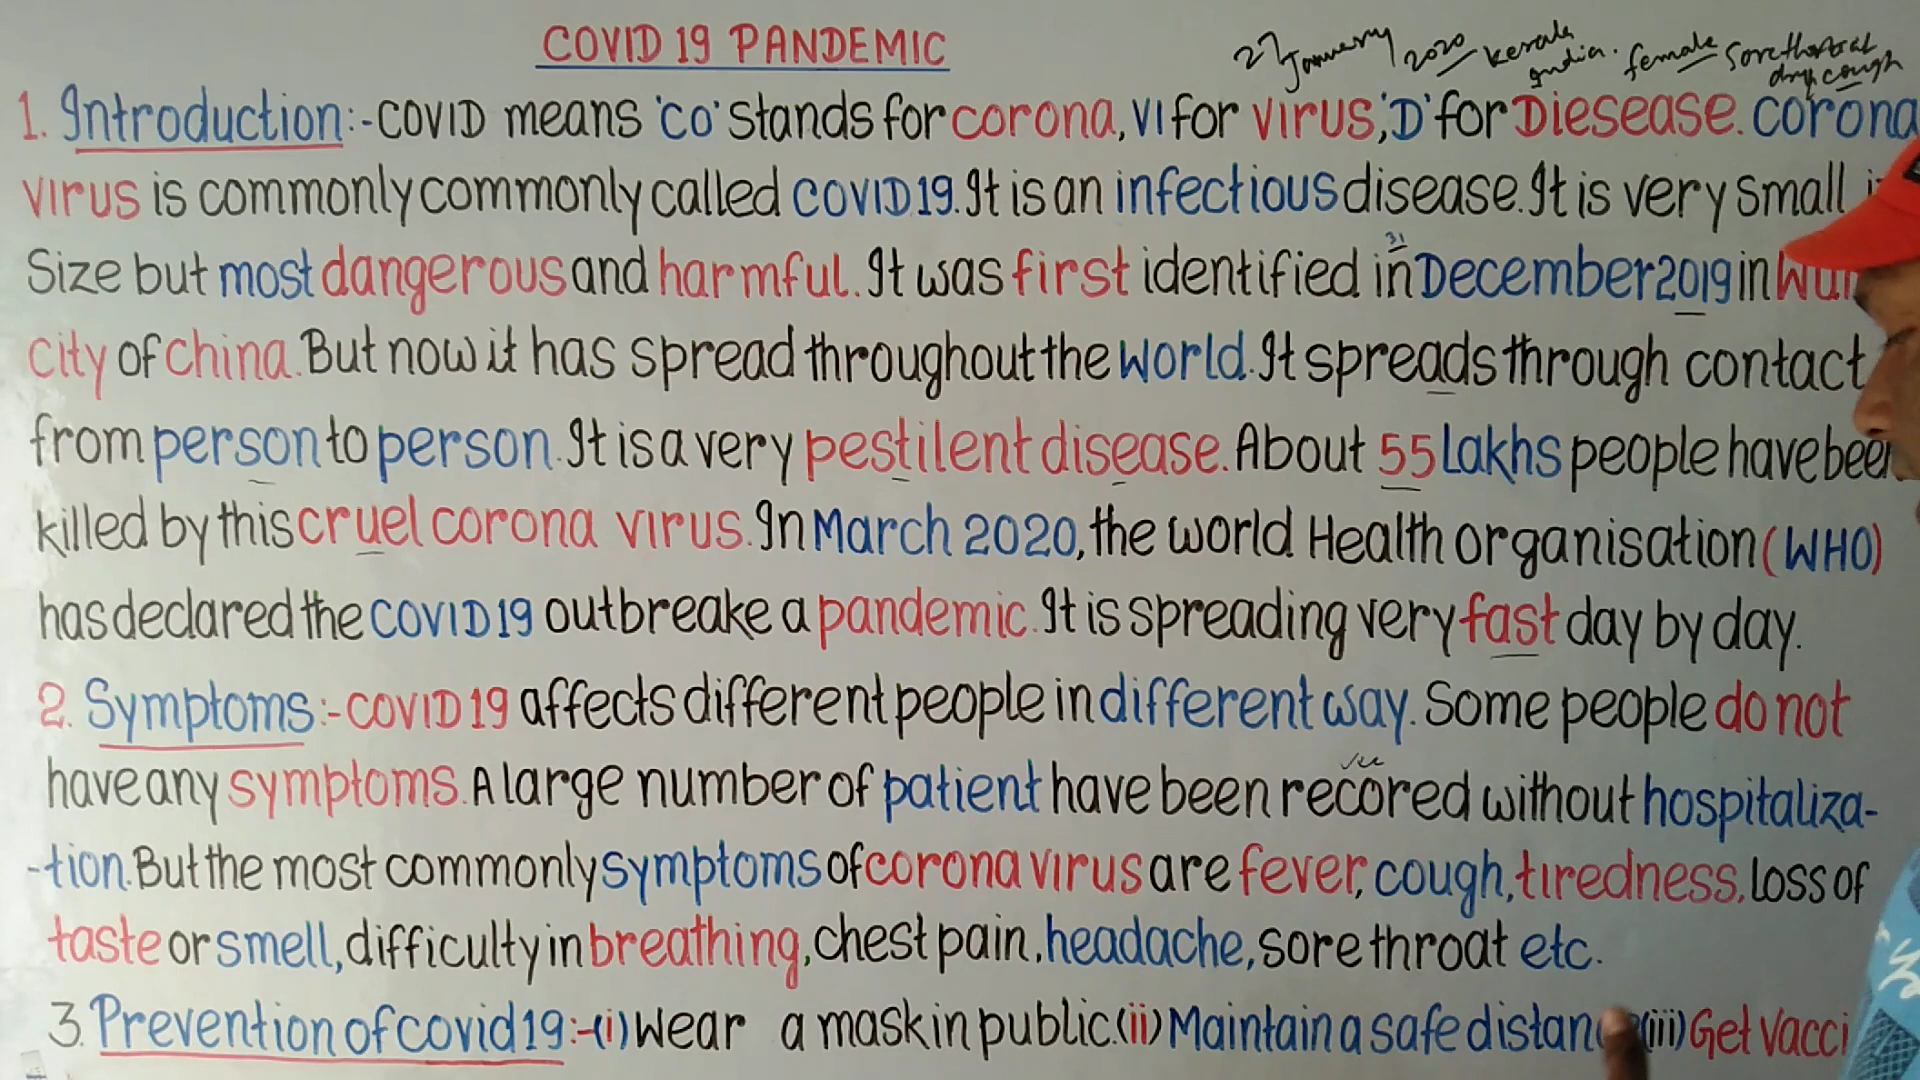 COVID 19 PANDEMIC
27 January 2020 Kerala India. female Sore throat dry cough
1. Introduction:-COVID means 'CO' stands for corona, VI for virus,'D' for Diesease. corona
virus is commonly commonly called COVID19. It is an infectious disease. It is very small
Size but most dangerous and harmful. It was first identified in 31 December 2019 in
city of china. But now it has spread throughout the world. It spreads through contact
from person to person. It is a very pestilent disease. About 55 Lakhs people have been
killed by this cruel corona virus. In March 2020, the world Health organisation (WHO)
has declared the COVID19 outbreake a pandemic. It is spreading very fast day by day.
2. Symptoms:-COVID19 affects different people in different way. Some people do not
have any symptoms. A large number of patient have been recored without hospitaliza-
-tion. But the most commonly symptoms of corona virus are fever, cough, tiredness, loss of
taste or smell, difficulty in breathing, chest pain, headache, sore throat etc.
3. Prevention of covid19:-(i) Wear a mask in public.(ii) Maintain a safe (iii) Get